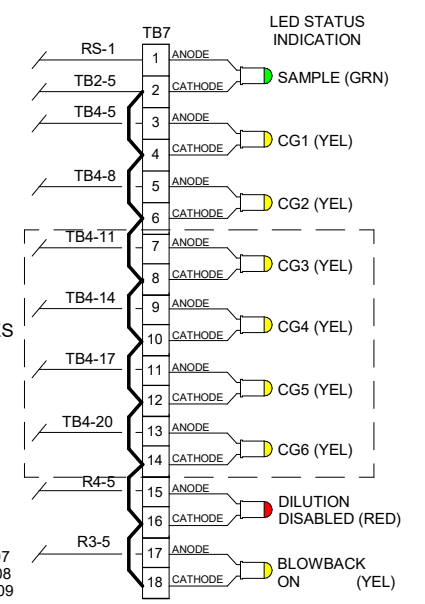 LED STATUS
INDICATION
TB7
RS-1 1 ANODE
SAMPLE (GRN)
TB2-5 2 CATHODE
TB4-5 3 ANODE
CG1 (YEL)
4 CATHODE
TB4-8 5 ANODE
CG2 (YEL)
6 CATHODE
TB4-11 7 ANODE
CG3 (YEL)
8 CATHODE
TB4-14 9 ANODE
CG4 (YEL)
ES
10 CATHODE
TB4-17 11 ANODE
CG5 (YEL)
12 CATHODE
TB4-20 13 ANODE
CG6 (YEL)
14 CATHODE
R4-5 15 ANODE
DILUTION
DISABLED (RED)
16 CATHODE
R3-5 17 ANODE
BLOWBACK
ON (YEL)
18 CATHODE
07
08
09